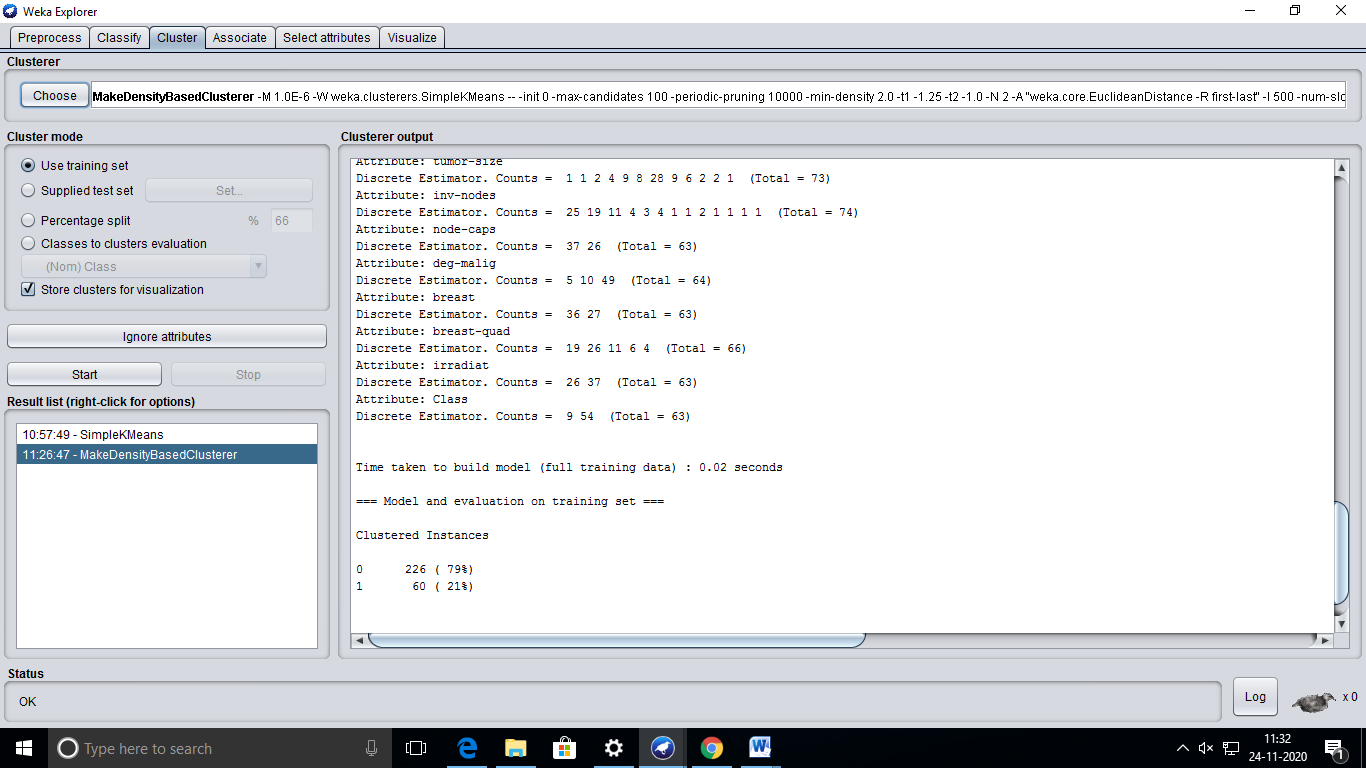 Weka Explorer
Preprocess Classify Cluster Associate Select attributes Visualize
Clusterer
Choose MakeDensityBasedClusterer -M 1.0E-6 -W weka.clusterers.SimpleKMeans -- -init 0 -max-candidates 100 -periodic-pruning 10000 -min-density 2.0 -t1 -1.25 -t2 -1.0 -N 2 -A "weka.core.EuclideanDistance -R first-last" -I 500 -num-slo
Cluster mode
Use training set
Supplied test set Set...
Percentage split % 66
Classes to clusters evaluation
(Nom) Class
Store clusters for visualization
Ignore attributes
Start Stop
Result list (right-click for options)
10:57:49 - SimpleKMeans
11:26:47 - MakeDensityBasedClusterer
Clusterer output
Attribute: tumor-size
Discrete Estimator. Counts = 1 1 2 4 9 8 28 9 6 2 2 1 (Total = 73)
Attribute: inv-nodes
Discrete Estimator. Counts = 25 19 11 4 3 4 1 1 2 1 1 1 1 (Total = 74)
Attribute: node-caps
Discrete Estimator. Counts = 37 26 (Total = 63)
Attribute: deg-malig
Discrete Estimator. Counts = 5 10 49 (Total = 64)
Attribute: breast
Discrete Estimator. Counts = 36 27 (Total = 63)
Attribute: breast-quad
Discrete Estimator. Counts = 19 26 11 6 4 (Total = 66)
Attribute: irradiat
Discrete Estimator. Counts = 26 37 (Total = 63)
Attribute: Class
Discrete Estimator. Counts = 9 54 (Total = 63)
Time taken to build model (full training data) : 0.02 seconds
=== Model and evaluation on training set ===
Clustered Instances
0 226 ( 79%)
1 60 ( 21%)
Status
OK
Log
x 0
Type here to search
11:32
24-11-2020
1